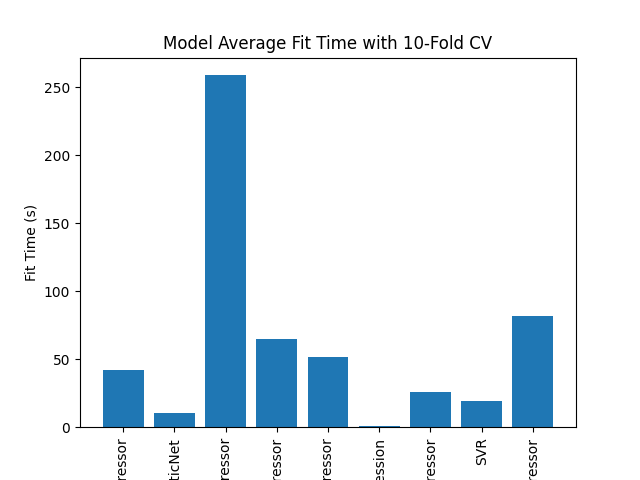 Model Average Fit Time with 10-Fold CV
Fit Time (s)
250
200
150
100
50
0
ressor
ticNet
ressor
ressor
ressor
ession
ressor
SVR
ressor